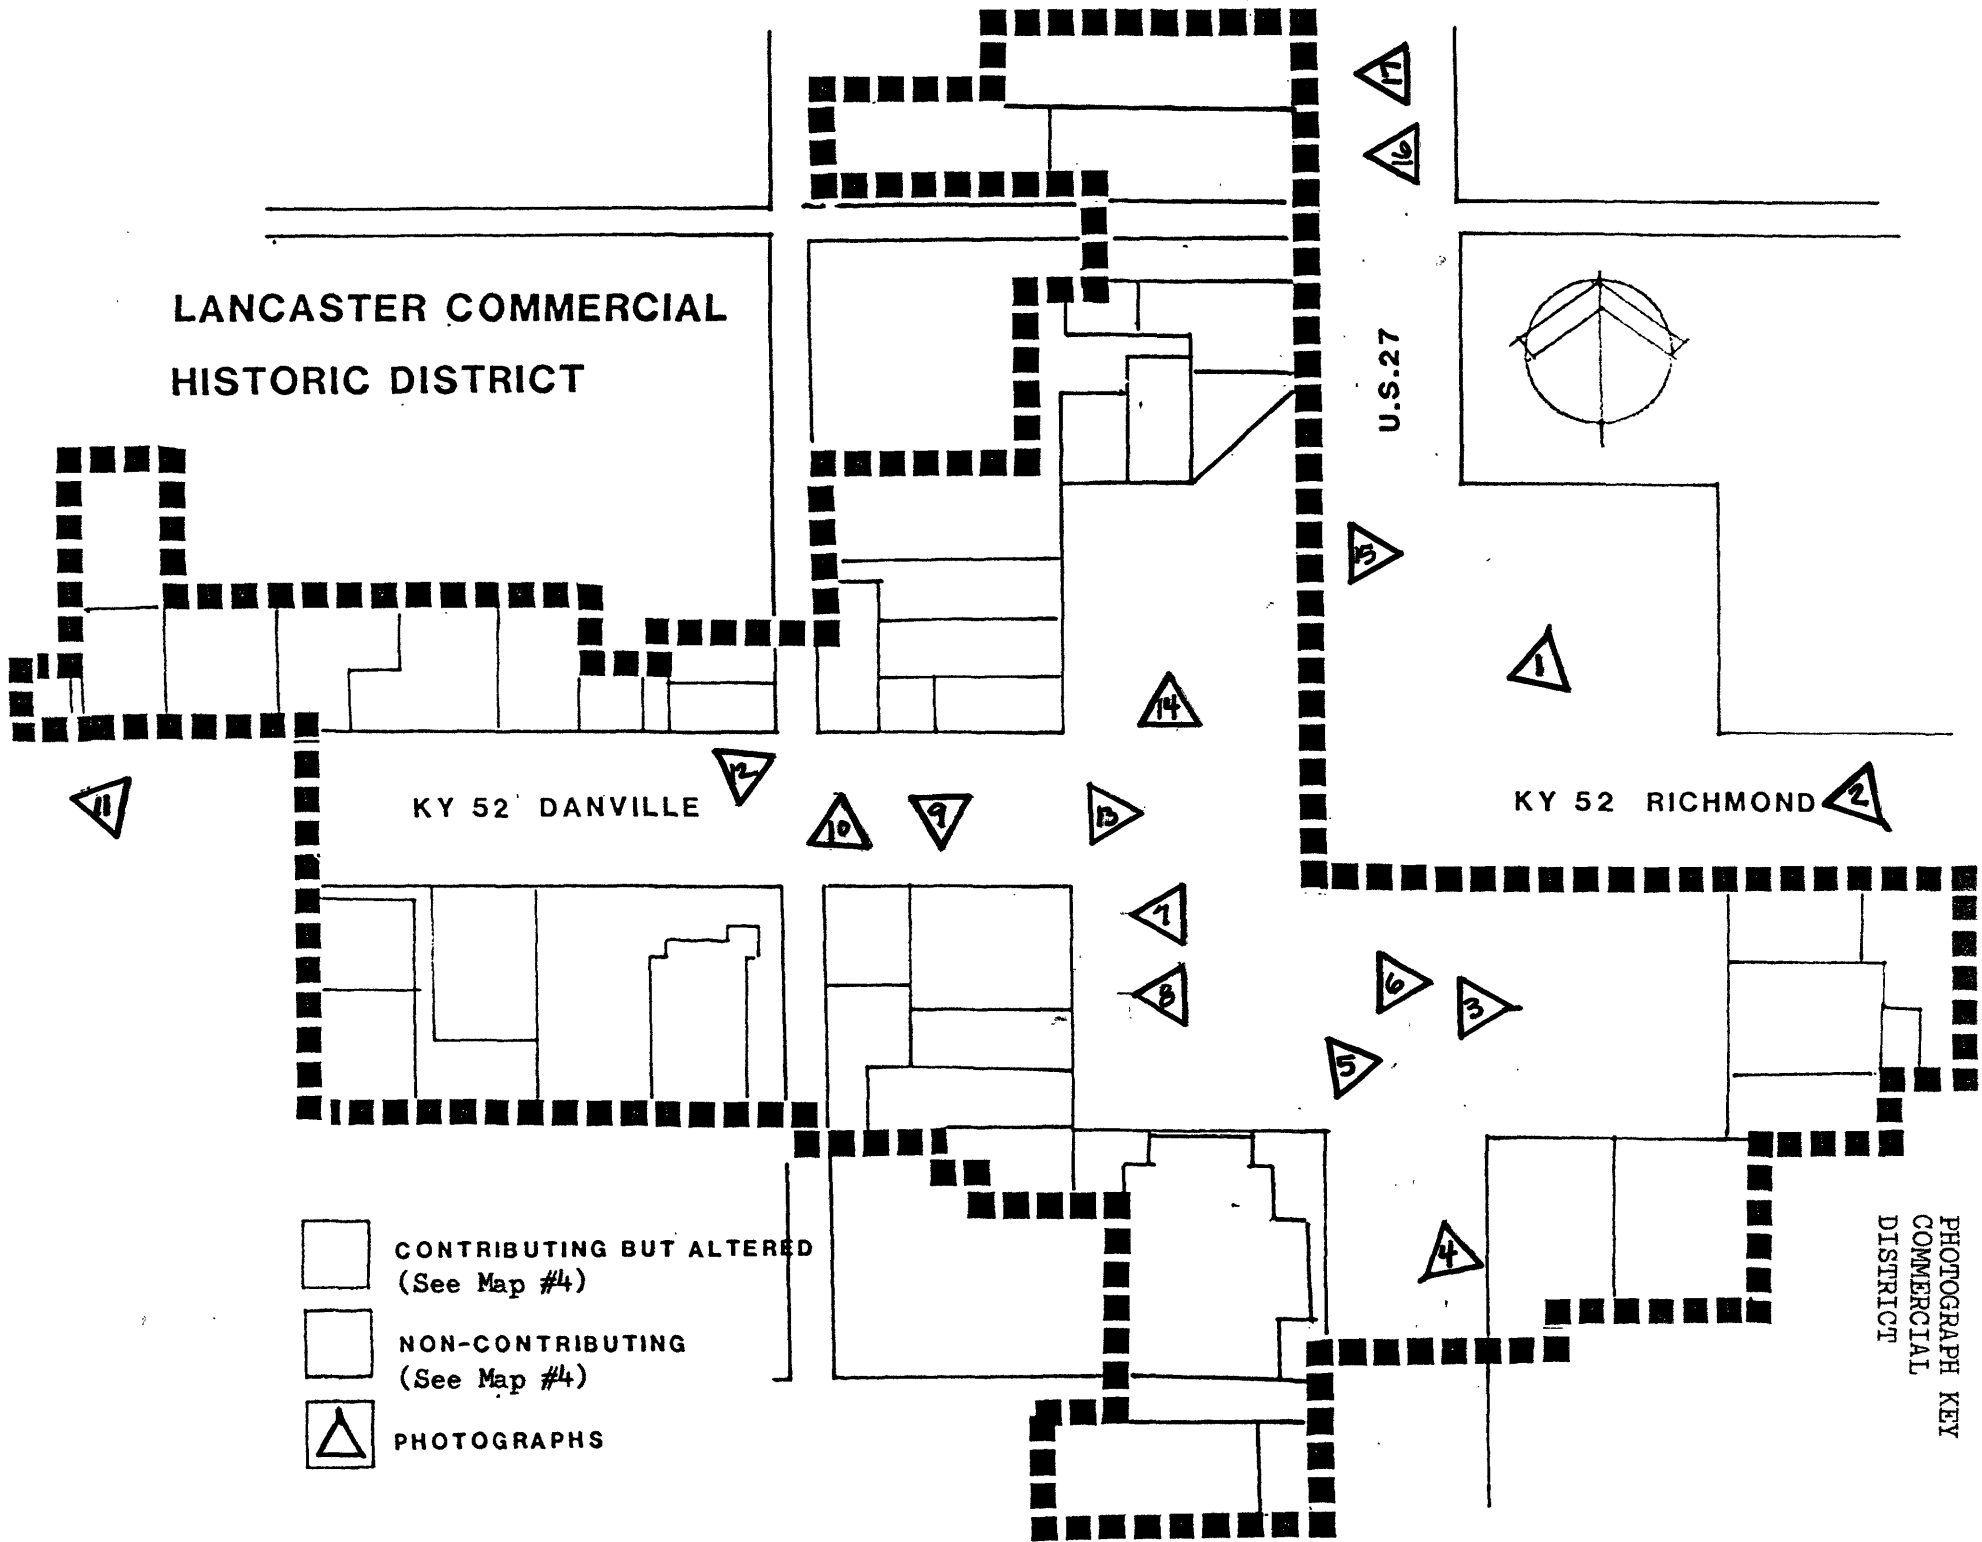 17
16
LANCASTER COMMERCIAL
HISTORIC DISTRICT
U.S.27
15
1
14
12
11
KY 52 DANVILLE
10
9
13
KY 52 RICHMOND
2
7
8
6
3
5
4
CONTRIBUTING BUT ALTERED
(See Map #4)
NON-CONTRIBUTING
(See Map #4)
PHOTOGRAPHS
PHOTOGRAPH KEY
COMMERCIAL
DISTRICT